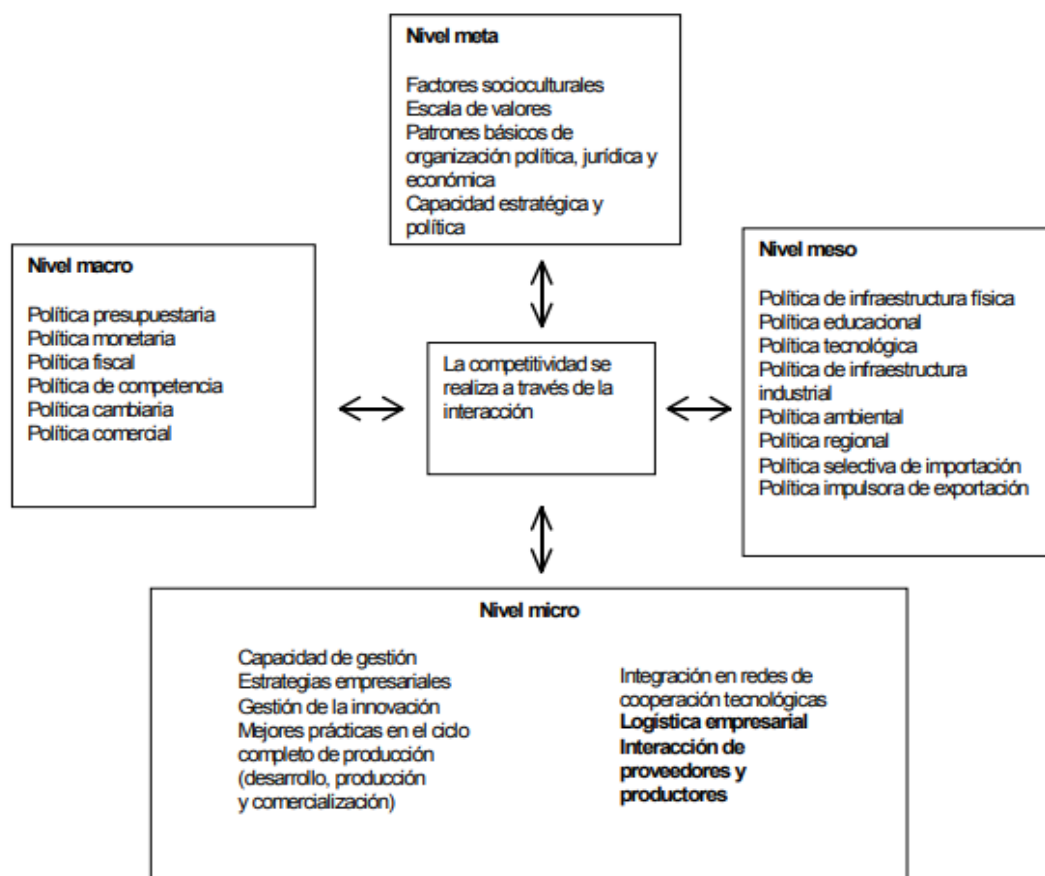 Nivel meta
Factores socioculturales
Escala de valores
Patrones básicos de
organización política, jurídica y
económica
Capacidad estratégica y
política
Nivel macro
Política presupuestaria
Política monetaria
Política fiscal
Política de competencia
Política cambiaria
Política comercial
La competitividad se
realiza a través de la
interacción
Nivel meso
Política de infraestructura física
Política educacional
Política tecnológica
Política de infraestructura
industrial
Política ambiental
Política regional
Política selectiva de importación
Política impulsora de exportación
Nivel micro
Capacidad de gestión
Estrategias empresariales
Gestión de la innovación
Mejores prácticas en el ciclo
completo de producción
(desarrollo, producción
y comercialización)
Integración en redes de
cooperación tecnológicas
Logística empresarial
Interacción de
proveedores y
productores